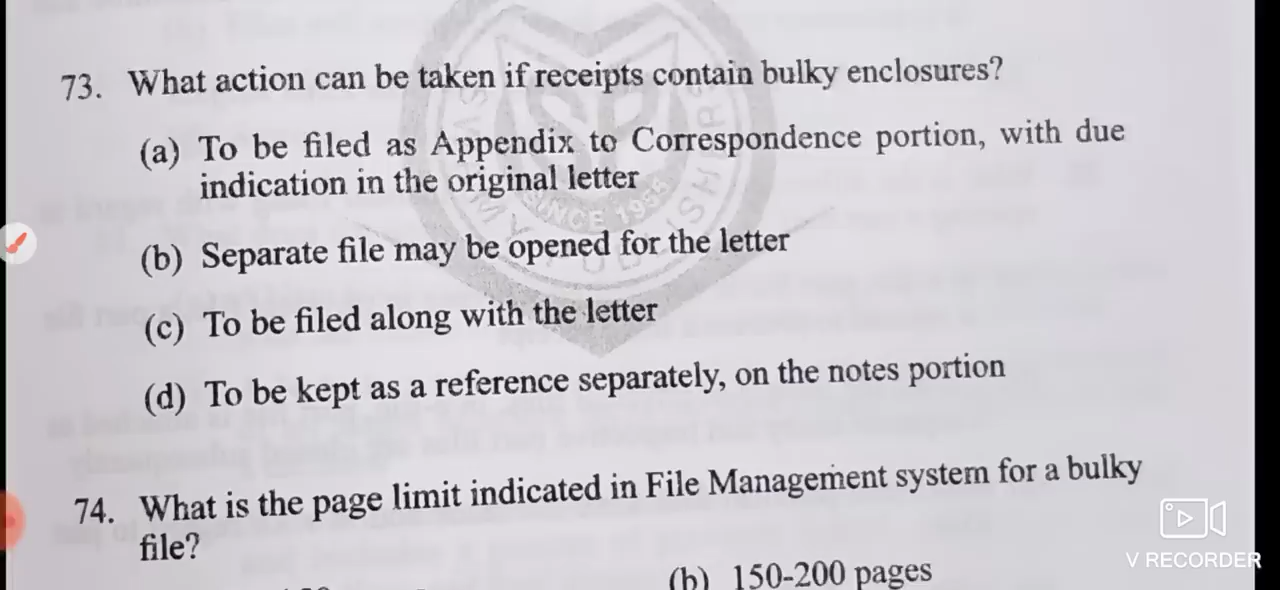 73. What action can be taken if receipts contain bulky enclosures?
(a) To be filed as Appendix to Correspondence portion, with due
indication in the original letter
SINCE 195
(b) Separate file may be opened for the letter
(c) To be filed along with the letter
(d) To be kept as a reference separately, on the notes portion
74. What is the page limit indicated in File Management system for a bulky
file?
(b) 150-200 pages
V RECORDER